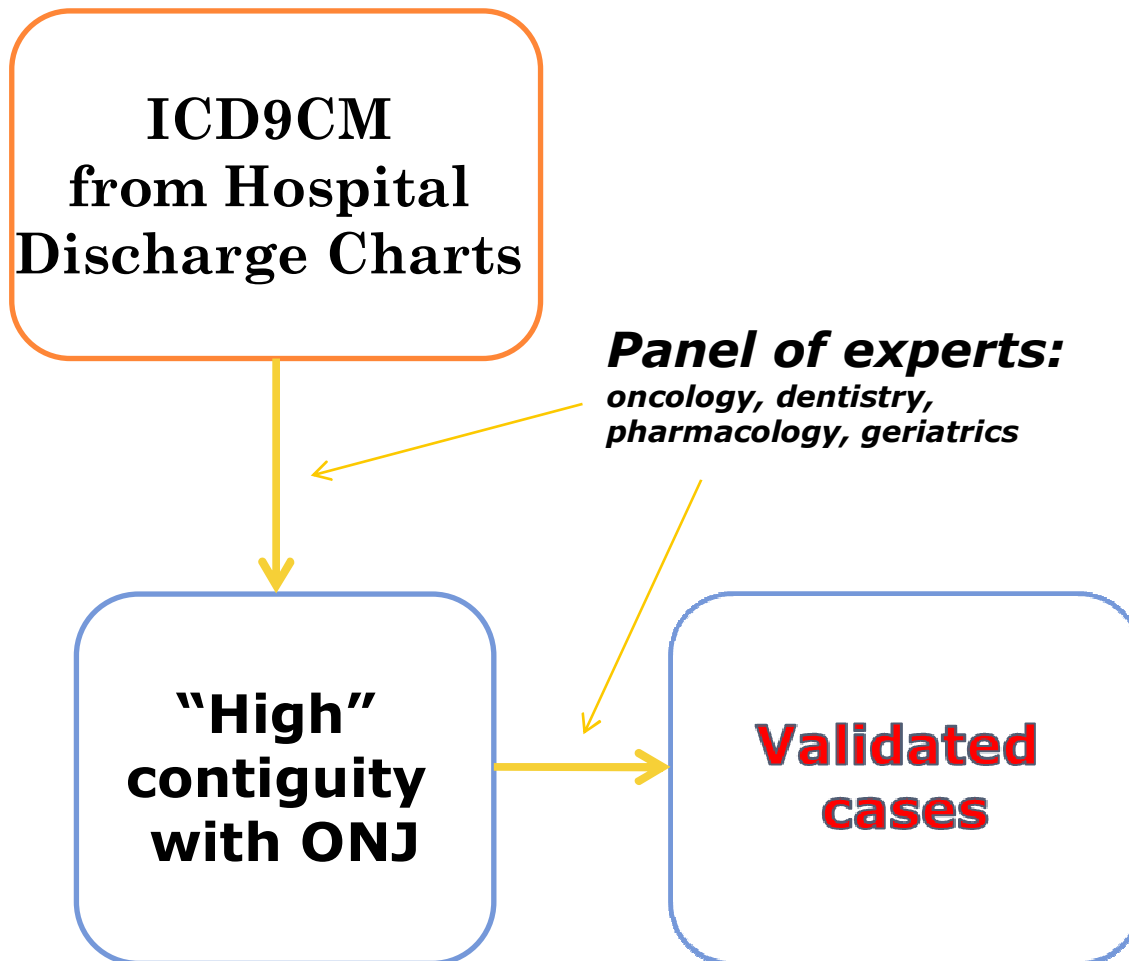 ICD9CM
from Hospital
Discharge Charts
Panel of experts:
oncology, dentistry,
pharmacology, geriatrics
“High”
contiguity
with ONJ
Validated
cases